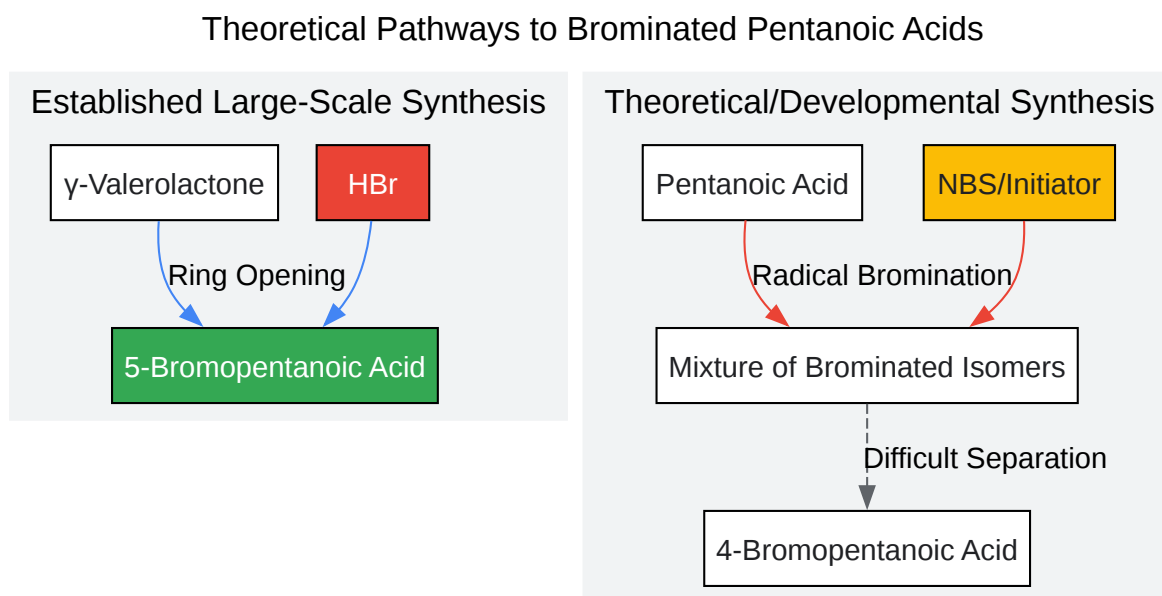 Theoretical Pathways to Brominated Pentanoic Acids
Established Large-Scale Synthesis
γ-Valerolactone
HBr
Ring Opening
5-Bromopentanoic Acid
Theoretical/Developmental Synthesis
Pentanoic Acid
NBS/Initiator
Radical Bromination
Mixture of Brominated Isomers
Difficult Separation
4-Bromopentanoic Acid